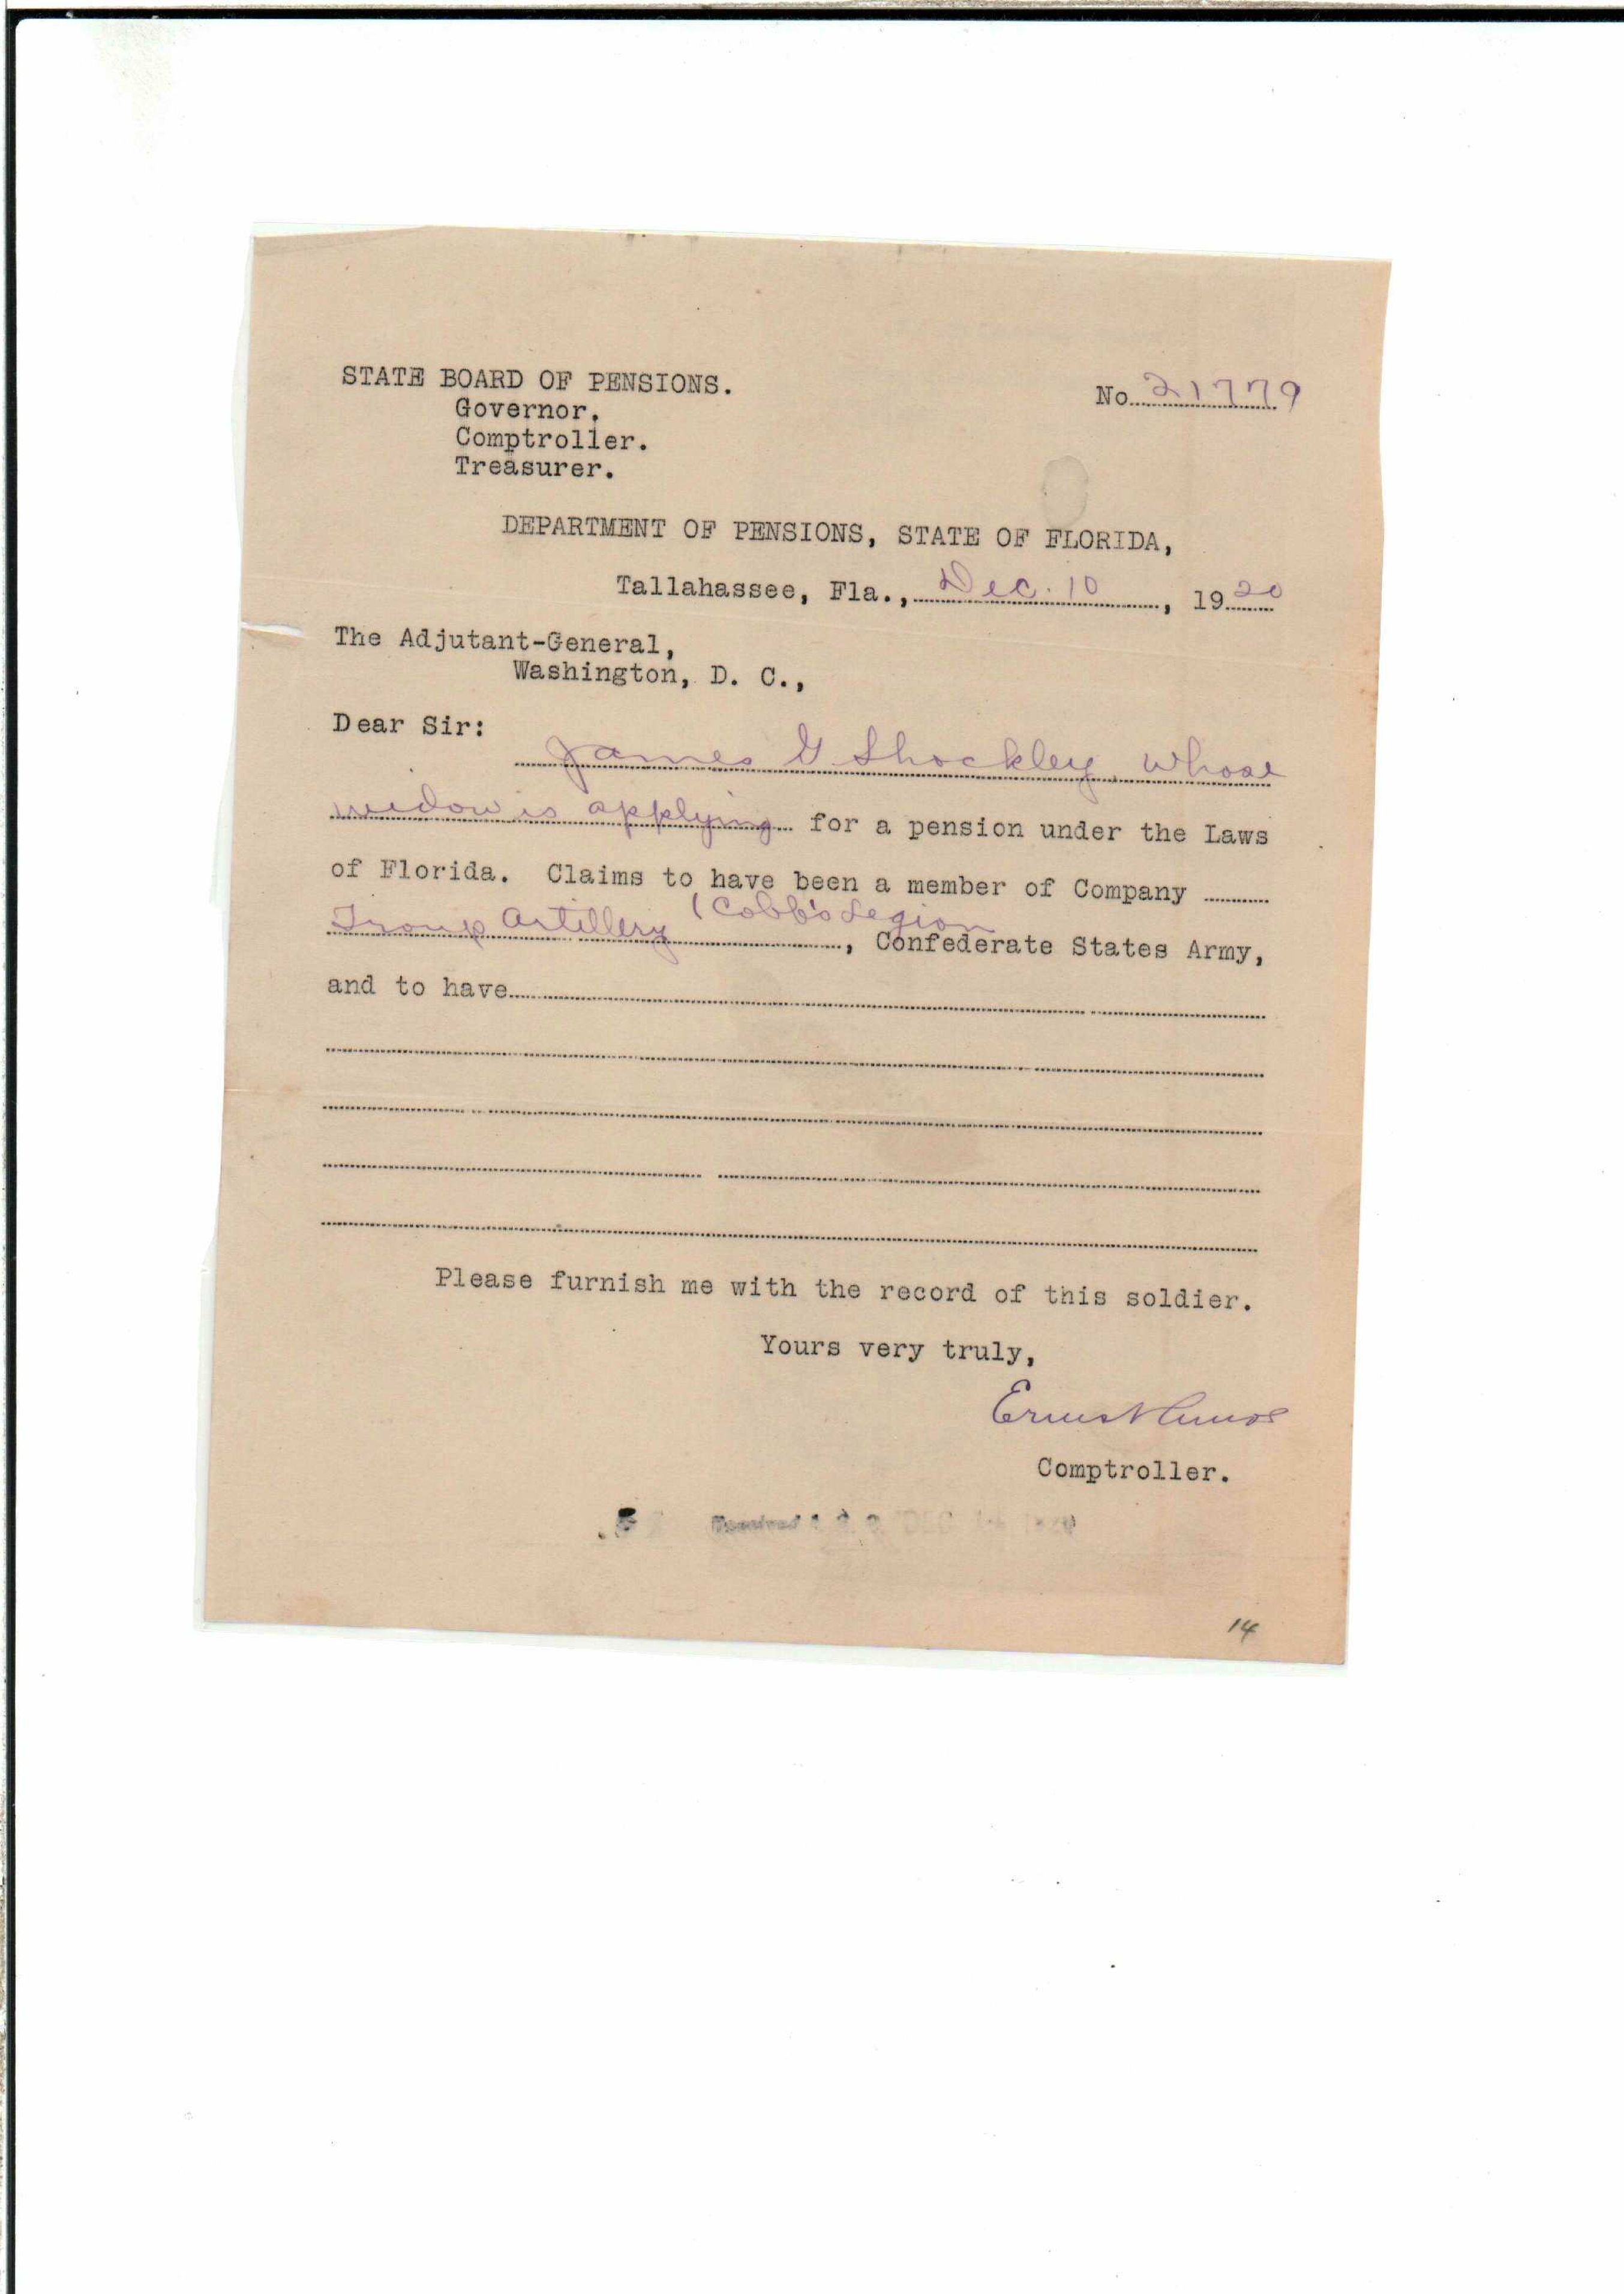 STATE BOARD OF PENSIONS.
No. 21779
Governor.
Comptroller.
Treasurer.
DEPARTMENT OF PENSIONS, STATE OF FLORIDA,
Tallahassee, Fla., Dec. 10, 1920
The Adjutant-General,
Washington, D. C.,
Dear Sir:
James G. Shockley, whose
widow is applying for a pension under the Laws
of Florida. Claims to have been a member of Company
Troup Artillery (Cobb's Legion, Confederate States Army,
and to have
Please furnish me with the record of this soldier.
Yours very truly,
Ernest Amos
Comptroller.
Received
14